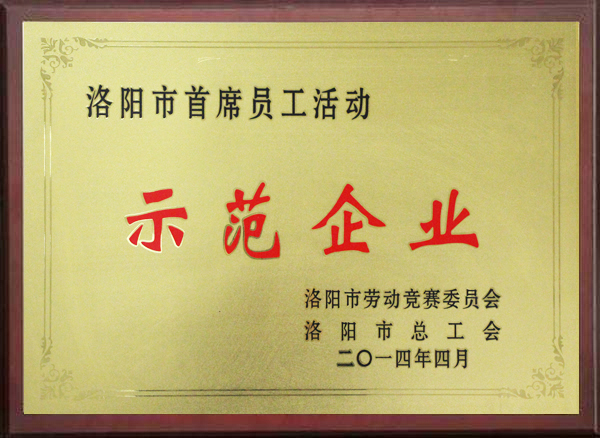 洛阳市首席员工活动
示范企业
洛阳市劳动竞赛委员会
洛阳市总工会
二〇一四年四月